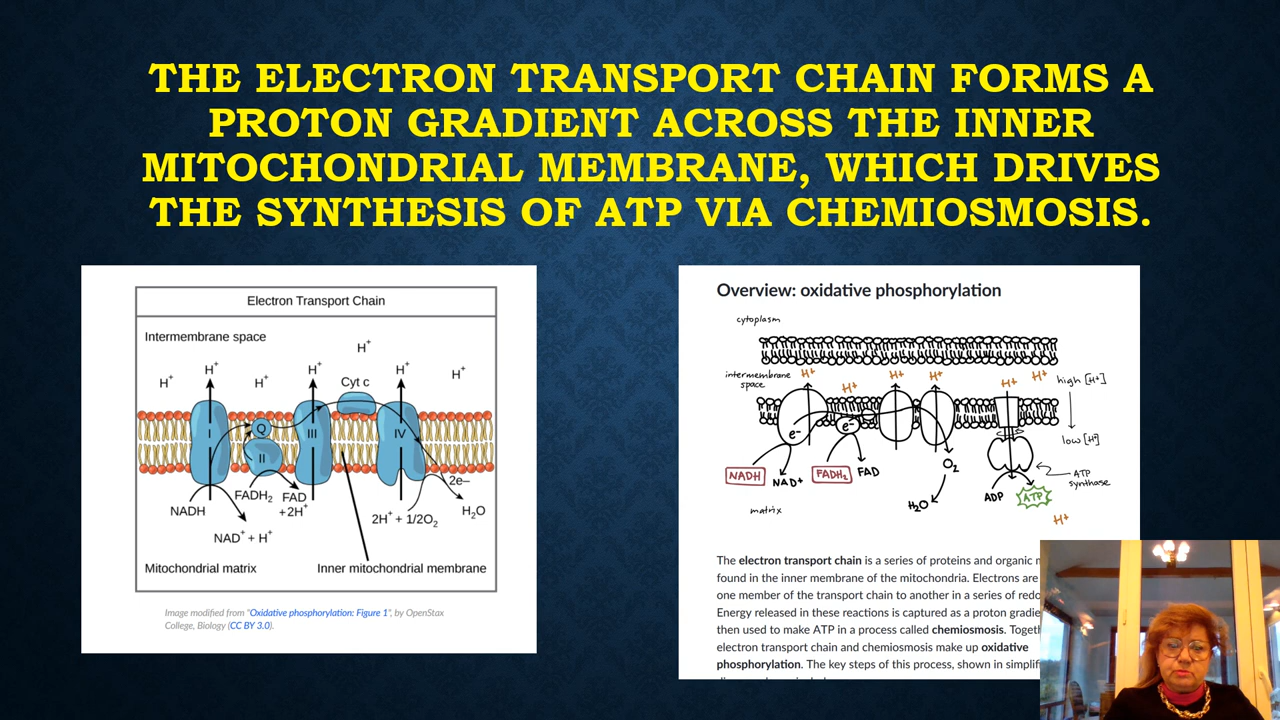 THE ELECTRON TRANSPORT CHAIN FORMS A
PROTON GRADIENT ACROSS THE INNER
MITOCHONDRIAL MEMBRANE, WHICH DRIVES
THE SYNTHESIS OF ATP VIA CHEMIOSMOSIS.
Electron Transport Chain
Intermembrane space
H+
H+
H+
H+
H+
H+
H+
Cyt c
I
Q
II
III
IV
NADH
FADH2
FAD
+2H+
NAD+ + H+
2H+ + 1/2O2
2e–
H2O
Mitochondrial matrix
Inner mitochondrial membrane
Image modified from "Oxidative phosphorylation: Figure 1", by OpenStax
College, Biology (CC BY 3.0).
Overview: oxidative phosphorylation
cytoplasm
intermembrane
space
H+
H+
H+
H+
H+
H+
high [H+]
low [H+]
e-
e-
NADH
NAD+
FADH2
FAD
O2
H2O
ADP
ATP
ATP
synthase
matrix
H+
The electron transport chain is a series of proteins and organic
found in the inner membrane of the mitochondria. Electrons are
one member of the transport chain to another in a series of
Energy released in these reactions is captured as a proton
then used to make ATP in a process called chemiosmosis.
electron transport chain and chemiosmosis make up oxidative
phosphorylation. The key steps of this process, shown in